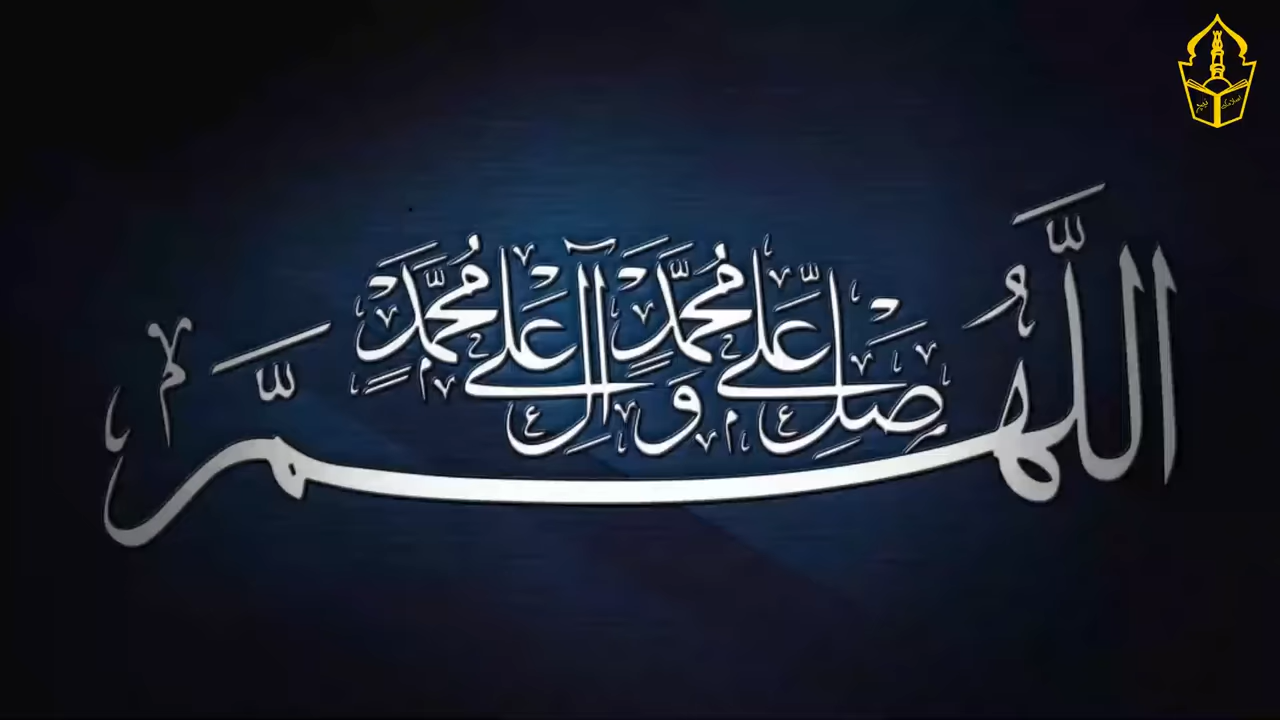 اللَّهُمَّ صَلِّ عَلَى مُحَمَّدٍ وَعَلَى آلِ مُحَمَّدٍ